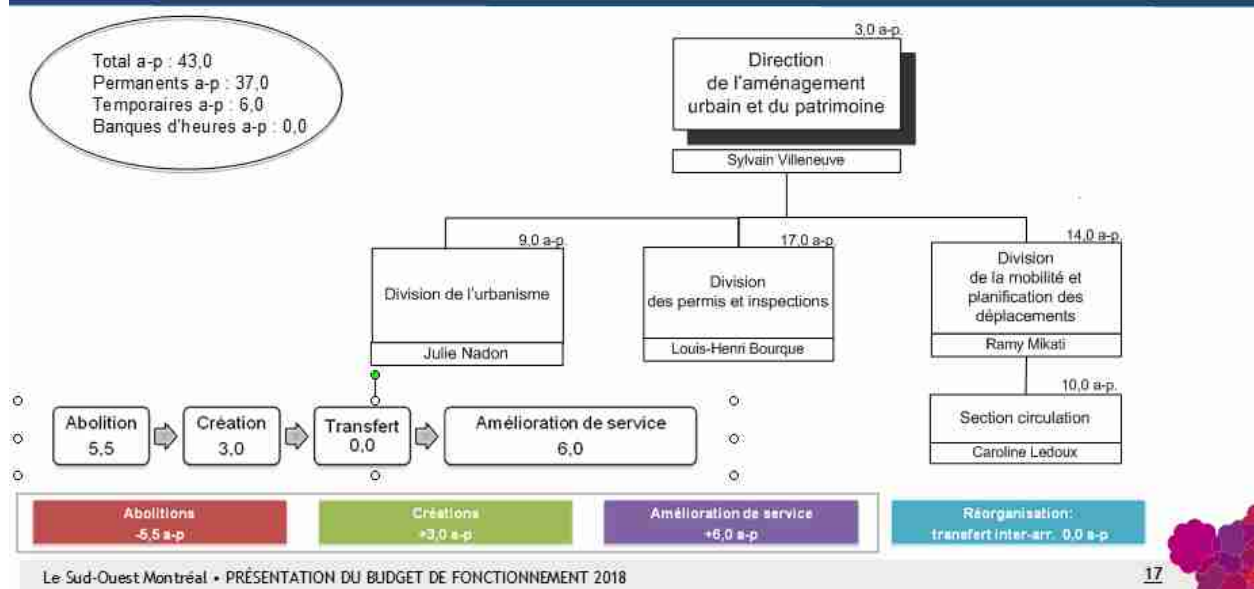 Total a-p : 43,0
Permanents a-p : 37,0
Temporaires a-p : 6,0
Banques d'heures a-p : 0,0
3,0 a-p.
Direction
de l'aménagement
urbain et du patrimoine
Sylvain Villeneuve
9,0 a-p.
Division de l'urbanisme
Julie Nadon
17,0 a-p.
Division
des permis et inspections
Louis-Henri Bourque
14,0 a-p.
Division
de la mobilité et
planification des
déplacements
Ramy Mikati
10,0 a-p.
Section circulation
Caroline Ledoux
Abolition
5,5
Création
3,0
Transfert
0,0
Amélioration de service
6,0
Abolitions
-5,5 a-p
Créations
+3,0 a-p
Amélioration de service
+6,0 a-p
Réorganisation:
transfert inter-arr. 0,0 a-p
Le Sud-Ouest Montréal • PRÉSENTATION DU BUDGET DE FONCTIONNEMENT 2018
17